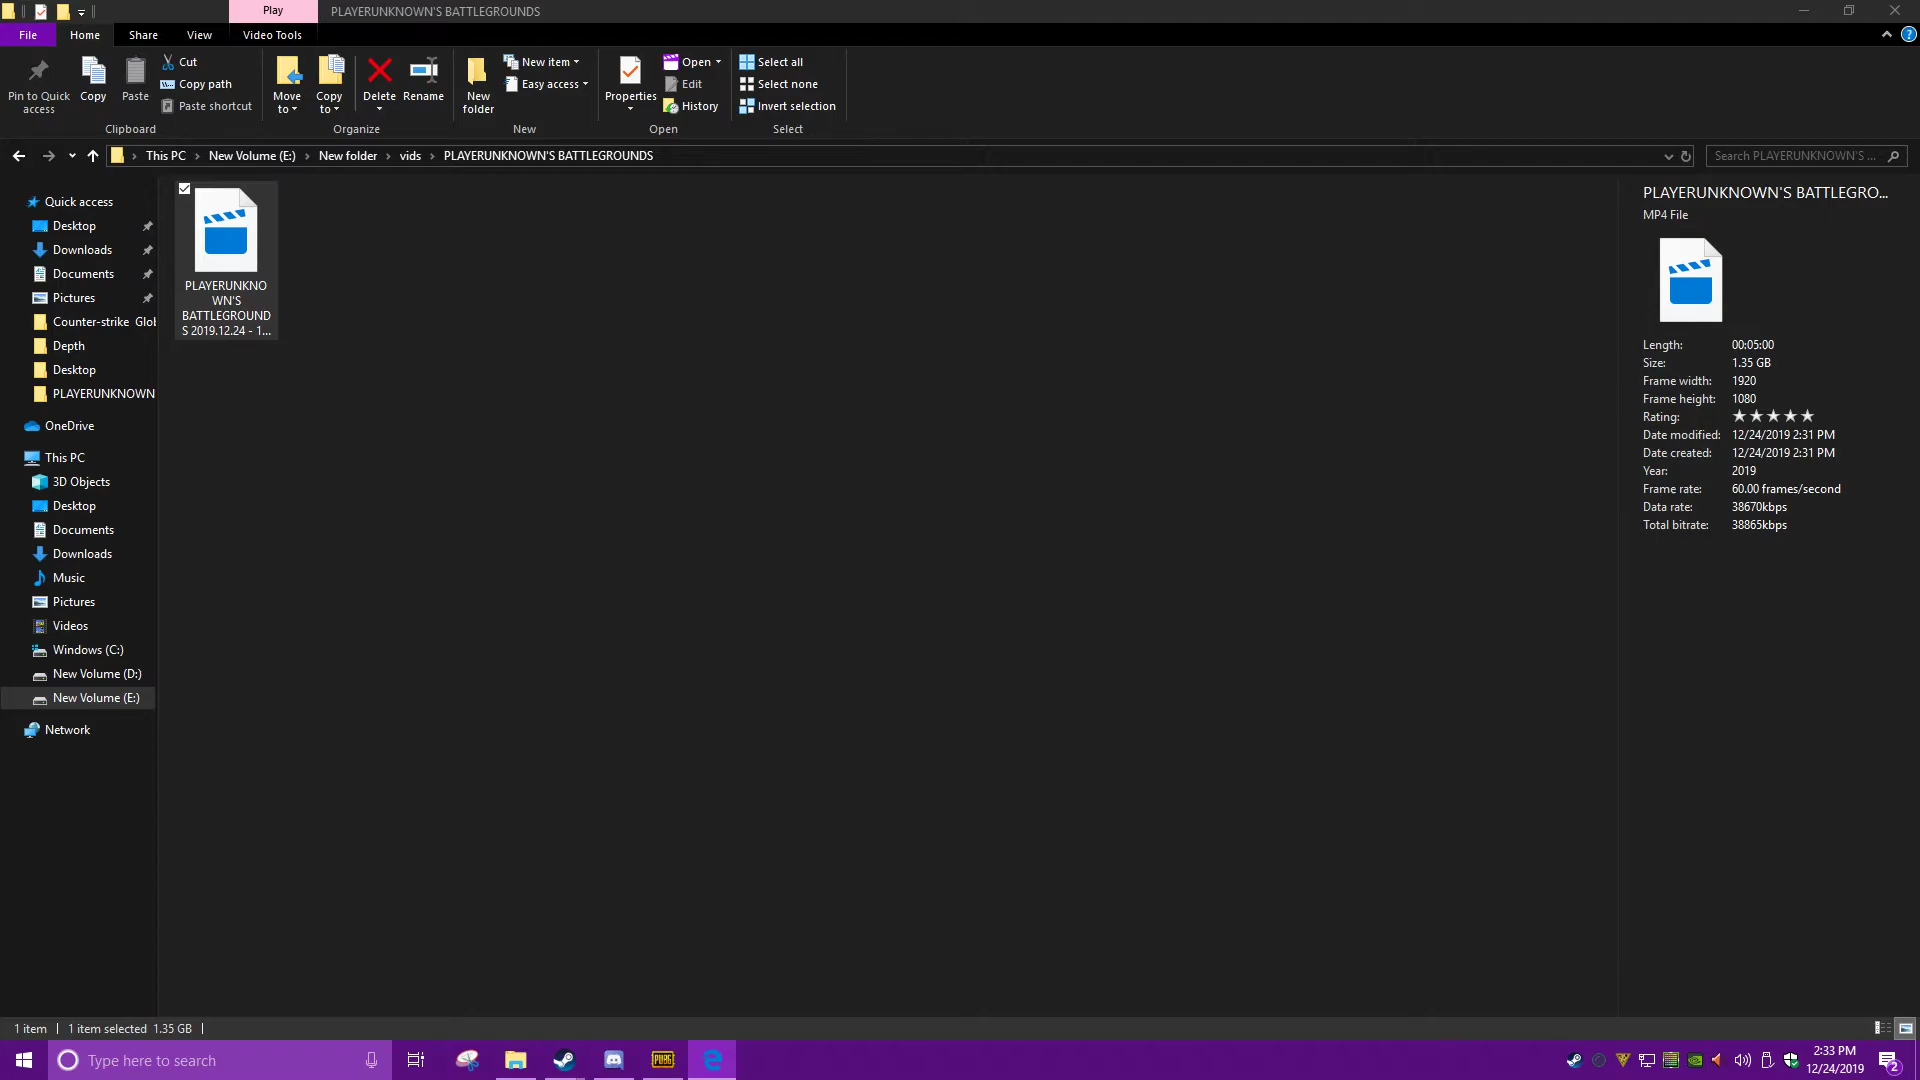 Play
PLAYERUNKNOWN'S BATTLEGROUNDS
File
Home
Share
View
Video Tools
Pin to Quick
access
Copy
Paste
Cut
Copy path
Paste shortcut
Clipboard
Move
to
Copy
to
Delete
Rename
Organize
New
folder
New item
Easy access
New
Properties
Open
Edit
History
Open
Select all
Select none
Invert selection
Select
This PC
New Volume (E:)
New folder
vids
PLAYERUNKNOWN'S BATTLEGROUNDS
Search PLAYERUNKNOWN'S ...
Quick access
Desktop
Downloads
Documents
Pictures
Counter-strike Glob
Depth
Desktop
PLAYERUNKNOWN
OneDrive
This PC
3D Objects
Desktop
Documents
Downloads
Music
Pictures
Videos
Windows (C:)
New Volume (D:)
New Volume (E:)
Network
PLAYERUNKNO
WN'S
BATTLEGROUND
S 2019.12.24 - 1...
PLAYERUNKNOWN'S BATTLEGRO...
MP4 File
Length: 00:05:00
Size: 1.35 GB
Frame width: 1920
Frame height: 1080
Rating:
Date modified: 12/24/2019 2:31 PM
Date created: 12/24/2019 2:31 PM
Year: 2019
Frame rate: 60.00 frames/second
Data rate: 38670kbps
Total bitrate: 38865kbps
1 item
1 item selected 1.35 GB
Type here to search
PUBG
2:33 PM
12/24/2019
2